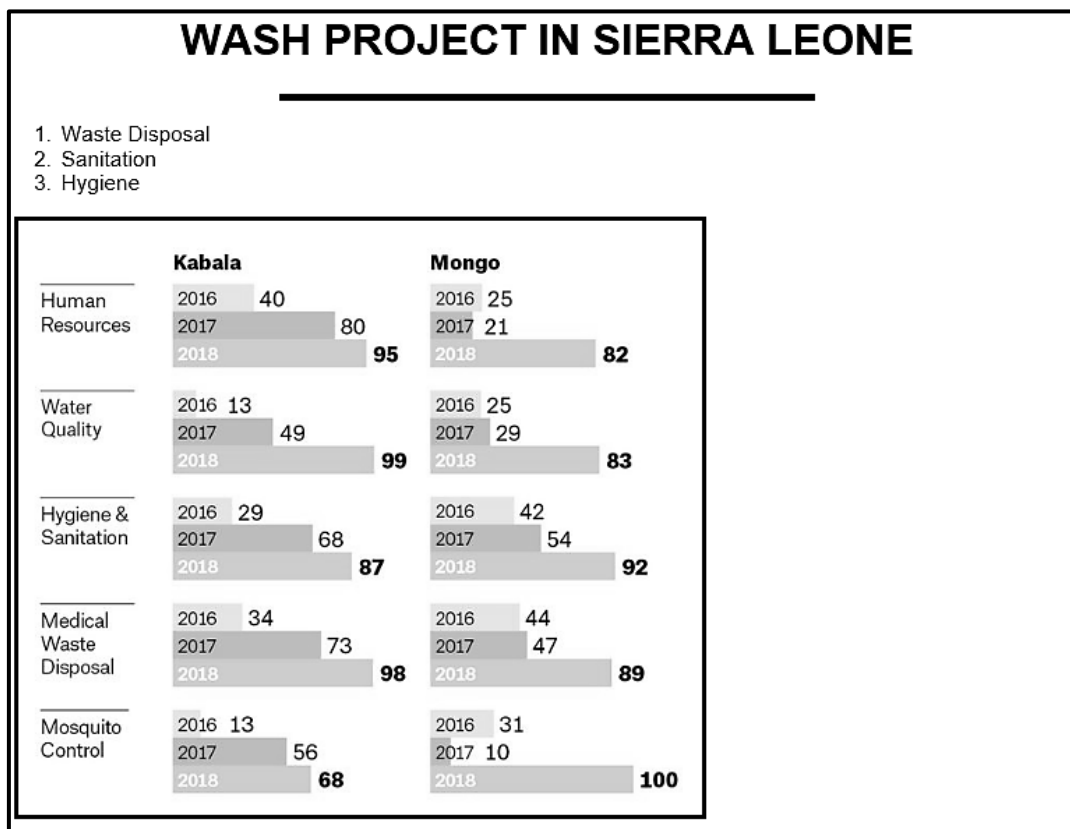 WASH PROJECT IN SIERRA LEONE
1. Waste Disposal
2. Sanitation
3. Hygiene
Kabala Mongo
Human
Resources
2016 40
2017 80
2018 95
2016 25
2017 21
2018 82
Water
Quality
2016 13
2017 49
2018 99
2016 25
2017 29
2018 83
Hygiene &
Sanitation
2016 29
2017 68
2018 87
2016 42
2017 54
2018 92
Medical
Waste
Disposal
2016 34
2017 73
2018 98
2016 44
2017 47
2018 89
Mosquito
Control
2016 13
2017 56
2018 68
2016 31
2017 10
2018 100